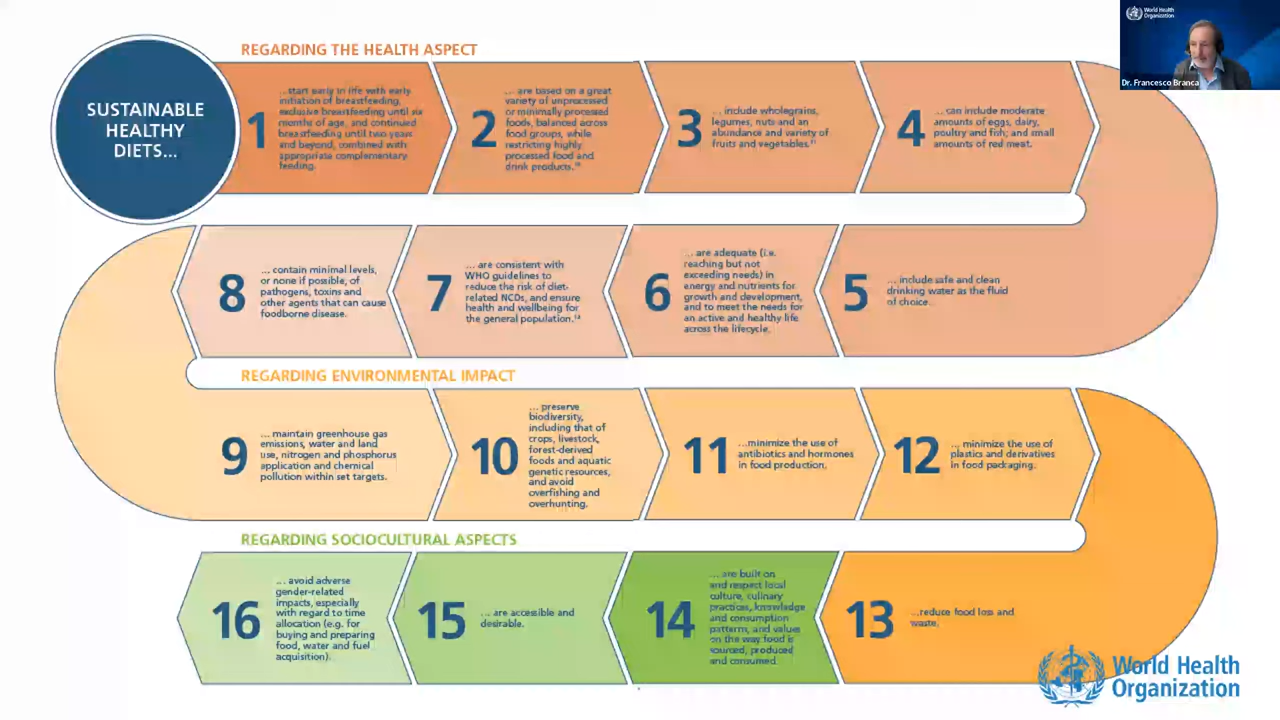 World Health
Organization
Dr. Francesco Branca
REGARDING THE HEALTH ASPECT
SUSTAINABLE
HEALTHY
DIETS...
1
...start early in life with early
initiation of breastfeeding,
exclusive breastfeeding until six
months of age, and continued
breastfeeding until two years
and beyond, combined with
appropriate complementary
feeding.
2
... are based on a great
variety of unprocessed
or minimally processed
foods, balanced across
food groups, while
restricting highly
processed food and
drink products.
3
... include wholegrains,
legumes, nuts and an
abundance and variety of
fruits and vegetables.
4
... can include moderate
amounts of eggs, dairy,
poultry and fish; and small
amounts of red meat.
5
... include safe and clean
drinking water as the fluid
of choice.
6
... are adequate (i.e.
reaching but not
exceeding needs) in
energy and nutrients for
growth and development,
and to meet the needs for
an active and healthy life
across the lifecycle.
7
... are consistent with
WHO guidelines to
reduce the risk of diet-
related NCDs, and ensure
health and wellbeing for
the general population.
8
... contain minimal levels,
or none if possible, of
pathogens, toxins and
other agents that can cause
foodborne disease.
REGARDING ENVIRONMENTAL IMPACT
9
... maintain greenhouse gas
emissions, water and land
use, nitrogen and phosphorus
application and chemical
pollution within set targets.
10
... preserve
biodiversity,
including that of
crops, livestock,
forest-derived
foods and aquatic
genetic resources,
and avoid
overfishing and
overhunting.
11
...minimize the use of
antibiotics and hormones
in food production.
12
... minimize the use of
plastics and derivatives
in food packaging.
13
...reduce food loss and
waste.
REGARDING SOCIOCULTURAL ASPECTS
14
... are built on
and respect local
culture, culinary
practices, knowledge
and consumption
patterns, and values
on the way food is
sourced, produced
and consumed.
15
... are accessible and
desirable.
16
... avoid adverse
gender-related
impacts, especially
with regard to time
allocation (e.g. for
buying and preparing
food, water and fuel
acquisition).
World Health
Organization